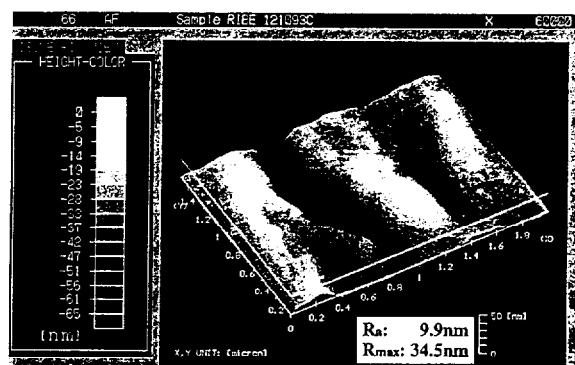 66 AF Sample RIEE 121093C X 60000
HEIGHT-COLOR
0
-5
-9
-14
-19
-23
-28
-33
-37
-42
-47
-51
-56
-61
-65
[nm]
1.2
1
0.8
0.6
0.4
0.2
0 0.2 0.4 0.6 0.8 1 1.2 1.4 1.6 1.8
50 [nm]
0
X,Y UNIT: [micron]
Ra: 9.9nm
Rmax: 34.5nm